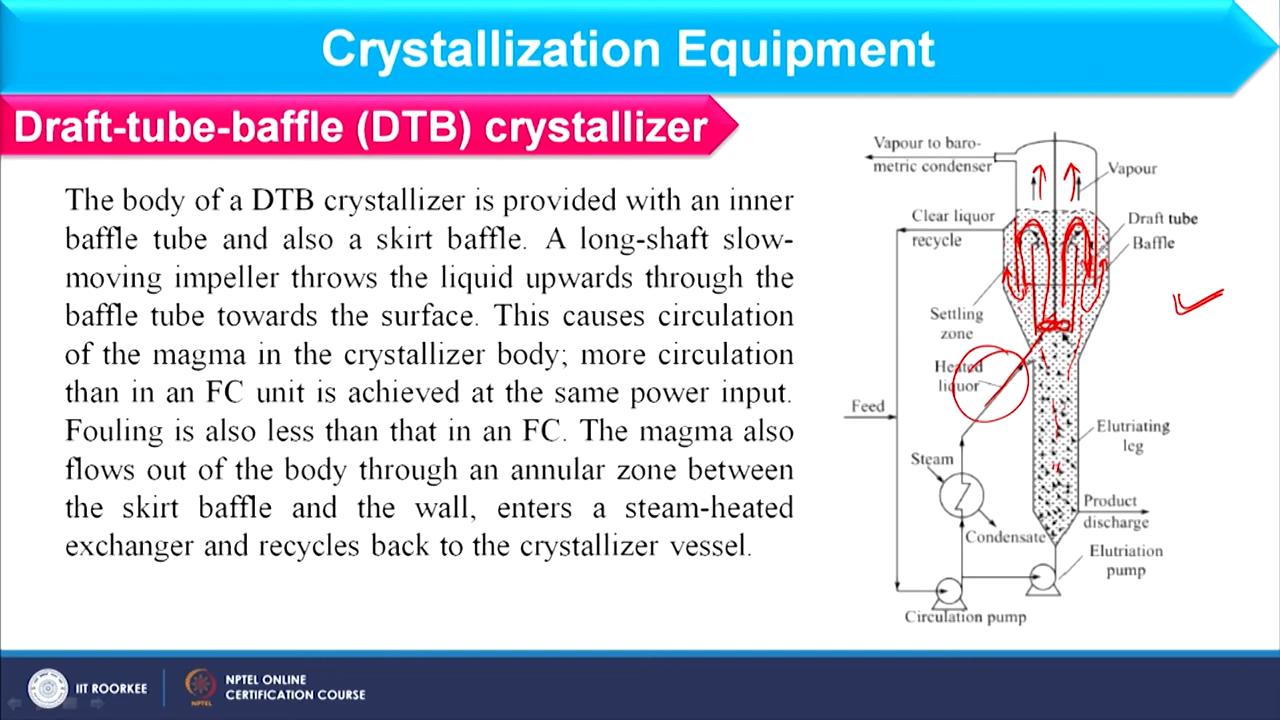 Crystallization Equipment
Draft-tube-baffle (DTB) crystallizer
The body of a DTB crystallizer is provided with an inner
baffle tube and also a skirt baffle. A long-shaft slow-
moving impeller throws the liquid upwards through the
baffle tube towards the surface. This causes circulation
of the magma in the crystallizer body; more circulation
than in an FC unit is achieved at the same power input.
Fouling is also less than that in an FC. The magma also
flows out of the body through an annular zone between
the skirt baffle and the wall, enters a steam-heated
exchanger and recycles back to the crystallizer vessel.
Vapour to baro-
metric condenser
Vapour
Clear liquor
recycle
Draft tube
Baffle
Settling
zone
Heated
liquor
Feed
Elutriating
leg
Steam
Product
discharge
Condensate
Elutriation
pump
Circulation pump
IIT ROORKEE
NPTEL
NPTEL ONLINE
CERTIFICATION COURSE